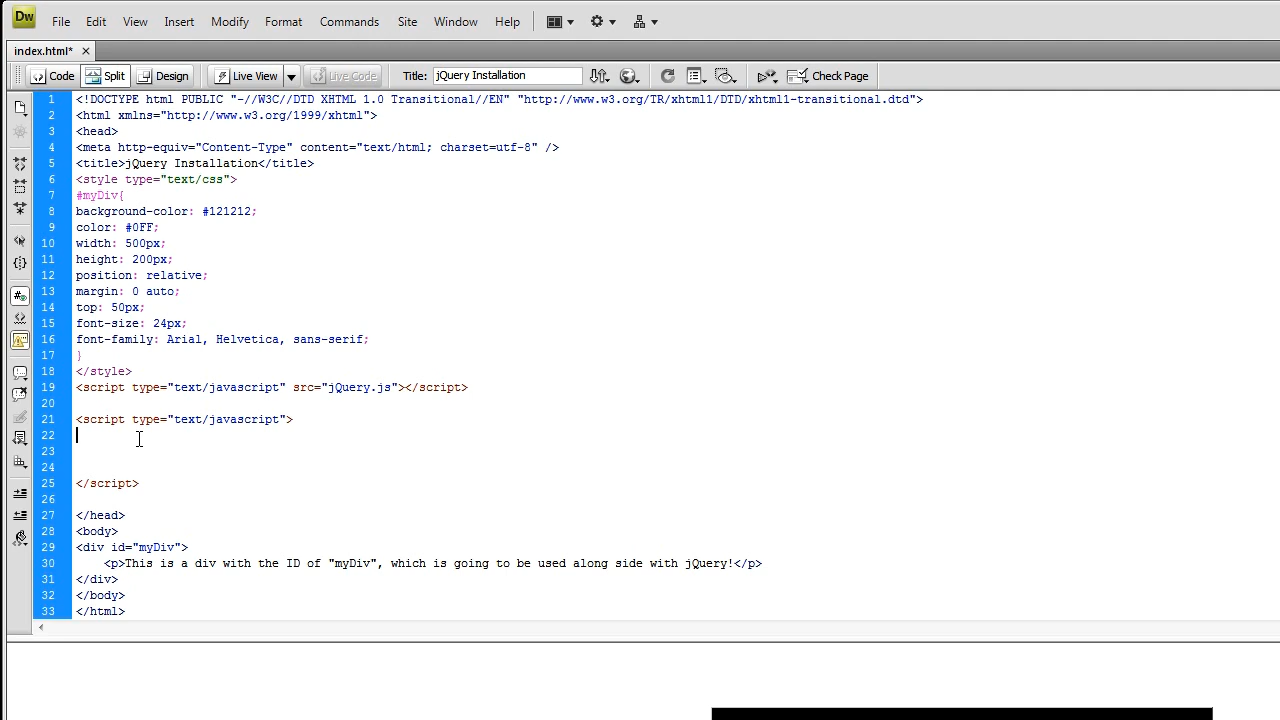 Dw File Edit View Insert Modify Format Commands Site Window Help
index.html*
Code Split Design Live View Live Code Title: jQuery Installation Check Page
1 <!DOCTYPE html PUBLIC "-//W3C//DTD XHTML 1.0 Transitional//EN" "http://www.w3.org/TR/xhtml1/DTD/xhtml1-transitional.dtd">
2 <html xmlns="http://www.w3.org/1999/xhtml">
3 <head>
4 <meta http-equiv="Content-Type" content="text/html; charset=utf-8" />
5 <title>jQuery Installation</title>
6 <style type="text/css">
7 #myDiv{
8 background-color: #121212;
9 color: #0FF;
10 width: 500px;
11 height: 200px;
12 position: relative;
13 margin: 0 auto;
14 top: 50px;
15 font-size: 24px;
16 font-family: Arial, Helvetica, sans-serif;
17 }
18 </style>
19 <script type="text/javascript" src="jQuery.js"></script>
20
21 <script type="text/javascript">
22
23
24
25 </script>
26
27 </head>
28 <body>
29 <div id="myDiv">
30 <p>This is a div with the ID of "myDiv", which is going to be used along side with jQuery!</p>
31 </div>
32 </body>
33 </html>